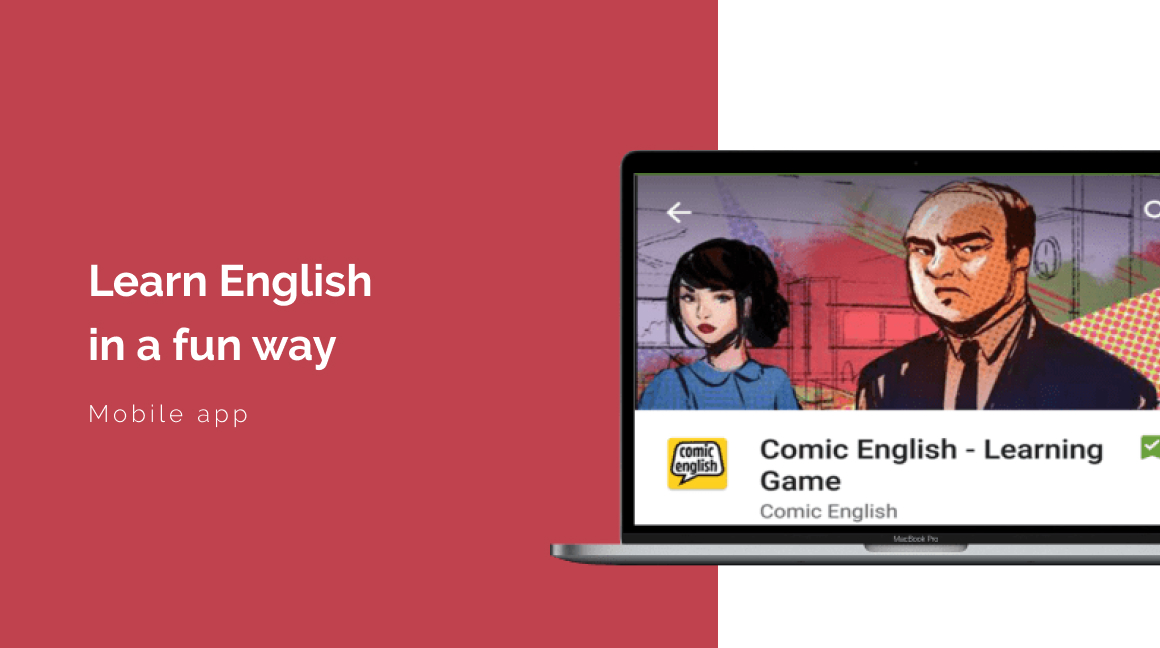 Learn English
in a fun way
Mobile app
comic
english
Comic English - Learning
Game
Comic English
MacBook Pro